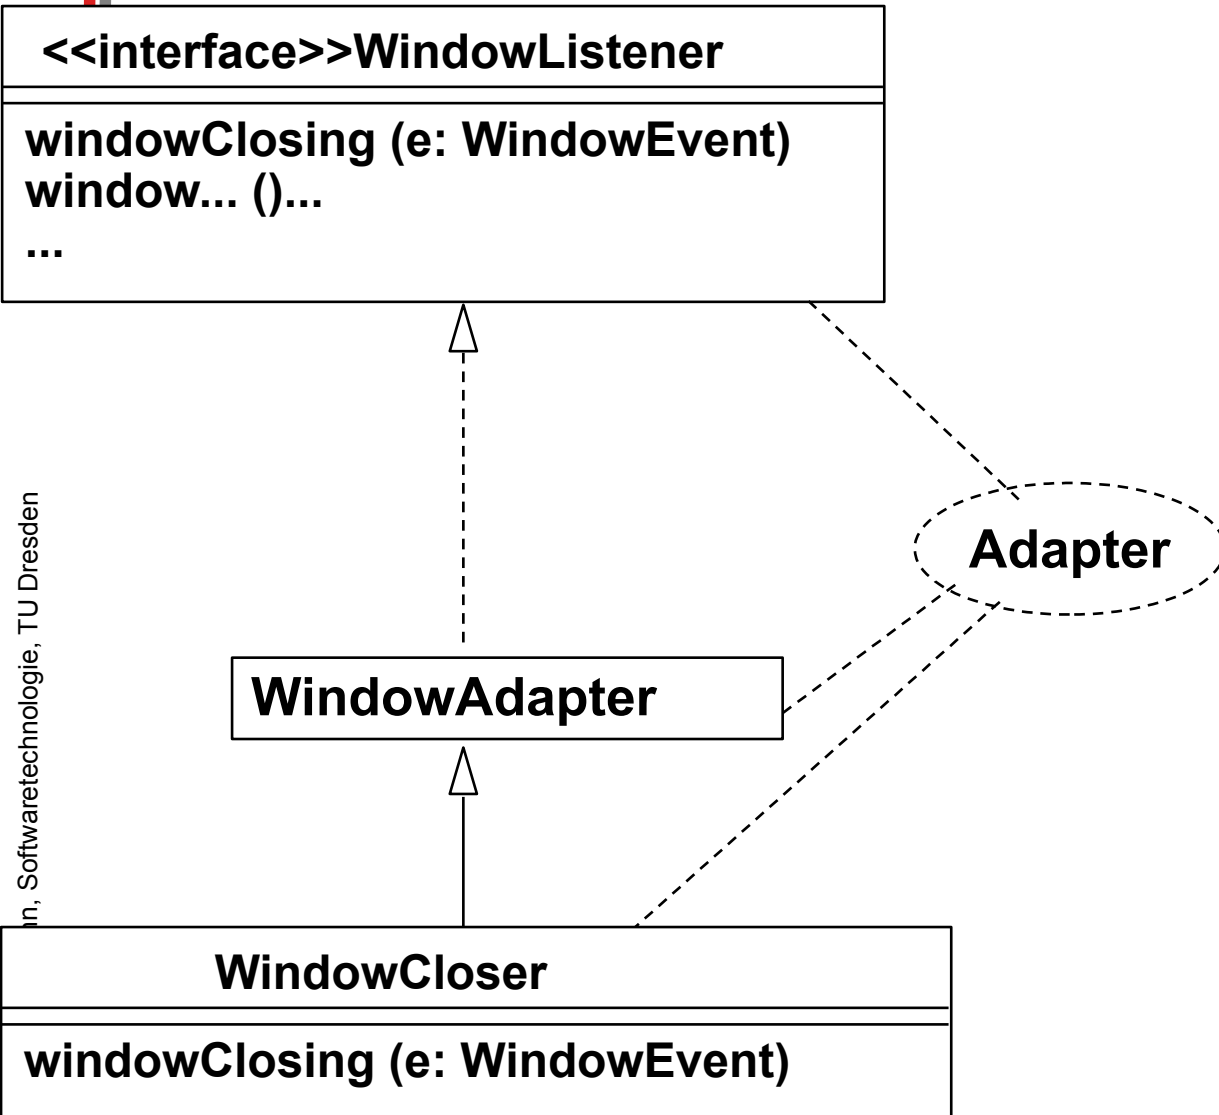 <<interface>>WindowListener
windowClosing (e: WindowEvent)
window... ()...
...
Adapter
WindowAdapter
WindowCloser
windowClosing (e: WindowEvent)
Softwaretechnologie, TU Dresden